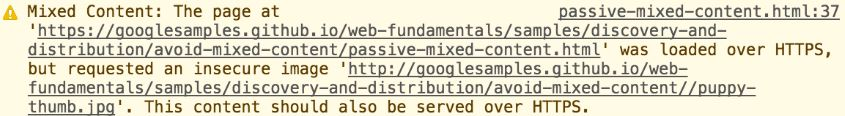 Mixed Content: The page at passive-mixed-content.html:37
'https://googlesamples.github.io/web-fundamentals/samples/discovery-and-
distribution/avoid-mixed-content/passive-mixed-content.html' was loaded over HTTPS,
but requested an insecure image 'http://googlesamples.github.io/web-
fundamentals/samples/discovery-and-distribution/avoid-mixed-content//puppy-
thumb.jpg'. This content should also be served over HTTPS.